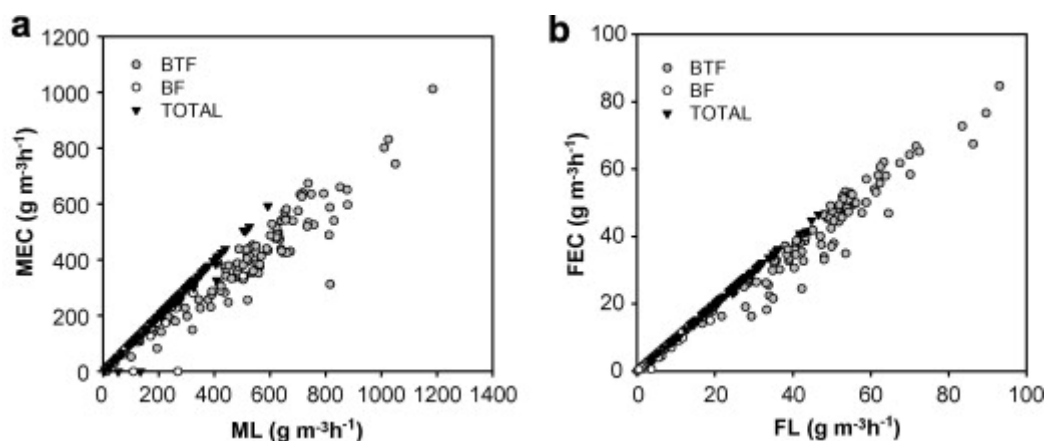 a
1200
1000
800
600
400
200
0
MEC (g m⁻³h⁻¹)
BTF
BF
TOTAL
0 200 400 600 800 1000 1200 1400
ML (g m⁻³h⁻¹)
b
100
80
60
40
20
0
FEC (g m⁻³h⁻¹)
BTF
BF
TOTAL
0 20 40 60 80 100
FL (g m⁻³h⁻¹)